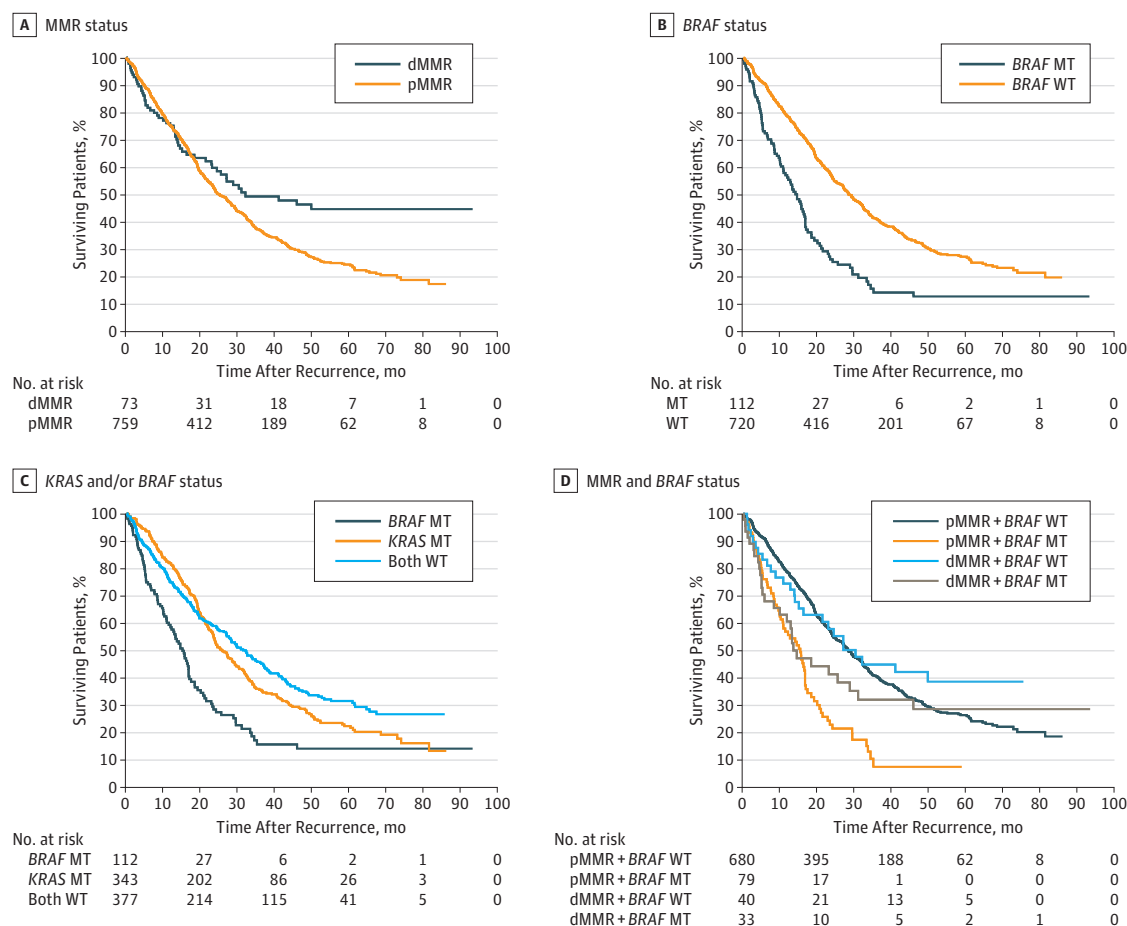 A MMR status
Surviving Patients, %
100
90
80
70
60
50
40
30
20
10
0
dMMR
pMMR
0 10 20 30 40 50 60 70 80 90 100
Time After Recurrence, mo
No. at risk
dMMR 73 31 18 7 1 0
pMMR 759 412 189 62 8 0
B BRAF status
Surviving Patients, %
100
90
80
70
60
50
40
30
20
10
0
BRAF MT
BRAF WT
0 10 20 30 40 50 60 70 80 90 100
Time After Recurrence, mo
No. at risk
MT 112 27 6 2 1 0
WT 720 416 201 67 8 0
C KRAS and/or BRAF status
Surviving Patients, %
100
90
80
70
60
50
40
30
20
10
0
BRAF MT
KRAS MT
Both WT
0 10 20 30 40 50 60 70 80 90 100
Time After Recurrence, mo
No. at risk
BRAF MT 112 27 6 2 1 0
KRAS MT 343 202 86 26 3 0
Both WT 377 214 115 41 5 0
D MMR and BRAF status
Surviving Patients, %
100
90
80
70
60
50
40
30
20
10
0
pMMR + BRAF WT
pMMR + BRAF MT
dMMR + BRAF WT
dMMR + BRAF MT
0 10 20 30 40 50 60 70 80 90 100
Time After Recurrence, mo
No. at risk
pMMR + BRAF WT 680 395 188 62 8 0
pMMR + BRAF MT 79 17 1 0 0 0
dMMR + BRAF WT 40 21 13 5 0 0
dMMR + BRAF MT 33 10 5 2 1 0